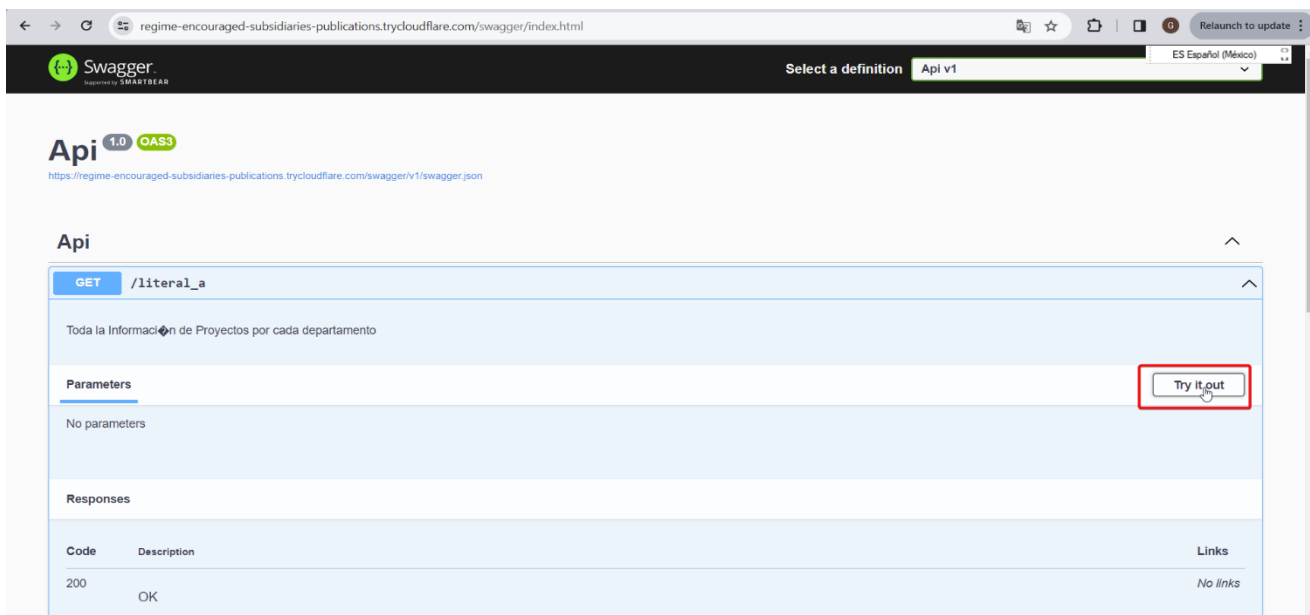 regime-encouraged-subsidiaries-publications.trycloudflare.com/swagger/index.html
G
Relaunch to update
ES Español (México)
Swagger.
Supported by SMARTBEAR
Select a definition
Api v1
Api 1.0 OAS3
https://regime-encouraged-subsidiaries-publications.trycloudflare.com/swagger/v1/swagger.json
Api
GET /literal_a
Toda la Informaci�n de Proyectos por cada departamento
Parameters
Try it out
No parameters
Responses
Code Description Links
200 OK No links